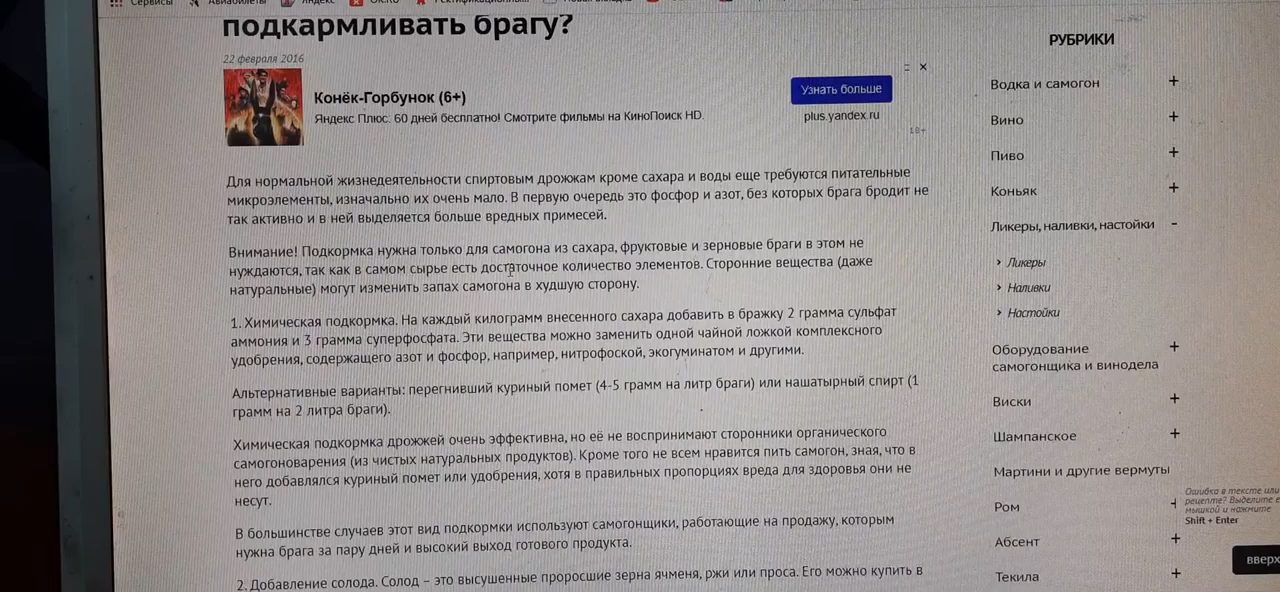 Сервисы Авиабилеты Яндекс
подкармливать брагу?
22 февраля 2016
Конёк-Горбунок (6+)
Яндекс Плюс: 60 дней бесплатно! Смотрите фильмы на КиноПоиск HD.
Узнать больше
plus.yandex.ru
18+
Для нормальной жизнедеятельности спиртовым дрожжам кроме сахара и воды еще требуются питательные
микроэлементы, изначально их очень мало. В первую очередь это фосфор и азот, без которых брага бродит не
так активно и в ней выделяется больше вредных примесей.
Внимание! Подкормка нужна только для самогона из сахара, фруктовые и зерновые браги в этом не
нуждаются, так как в самом сырье есть достаточное количество элементов. Сторонние вещества (даже
натуральные) могут изменить запах самогона в худшую сторону.
1. Химическая подкормка. На каждый килограмм внесенного сахара добавить в бражку 2 грамма сульфат
аммония и 3 грамма суперфосфата. Эти вещества можно заменить одной чайной ложкой комплексного
удобрения, содержащего азот и фосфор, например, нитрофоской, экогуминатом и другими.
Альтернативные варианты: перегнивший куриный помет (4-5 грамм на литр браги) или нашатырный спирт (1
грамм на 2 литра браги).
Химическая подкормка дрожжей очень эффективна, но её не воспринимают сторонники органического
самогоноварения (из чистых натуральных продуктов). Кроме того не всем нравится пить самогон, зная, что в
него добавлялся куриный помет или удобрения, хотя в правильных пропорциях вреда для здоровья они не
несут.
В большинстве случаев этот вид подкормки используют самогонщики, работающие на продажу, которым
нужна брага за пару дней и высокий выход готового продукта.
2. Добавление солода. Солод – это высушенные проросшие зерна ячменя, ржи или проса. Его можно купить в
РУБРИКИ
Водка и самогон +
Вино +
Пиво +
Коньяк +
Ликеры, наливки, настойки -
› Ликеры
› Наливки
› Настойки
Оборудование +
самогонщика и винодела
Виски +
Шампанское +
Мартини и другие вермуты
Ром +
Абсент +
Текила +
Ошибка в тексте или
рецепте? Выделите е
мышкой и нажмите
Shift + Enter
вверх